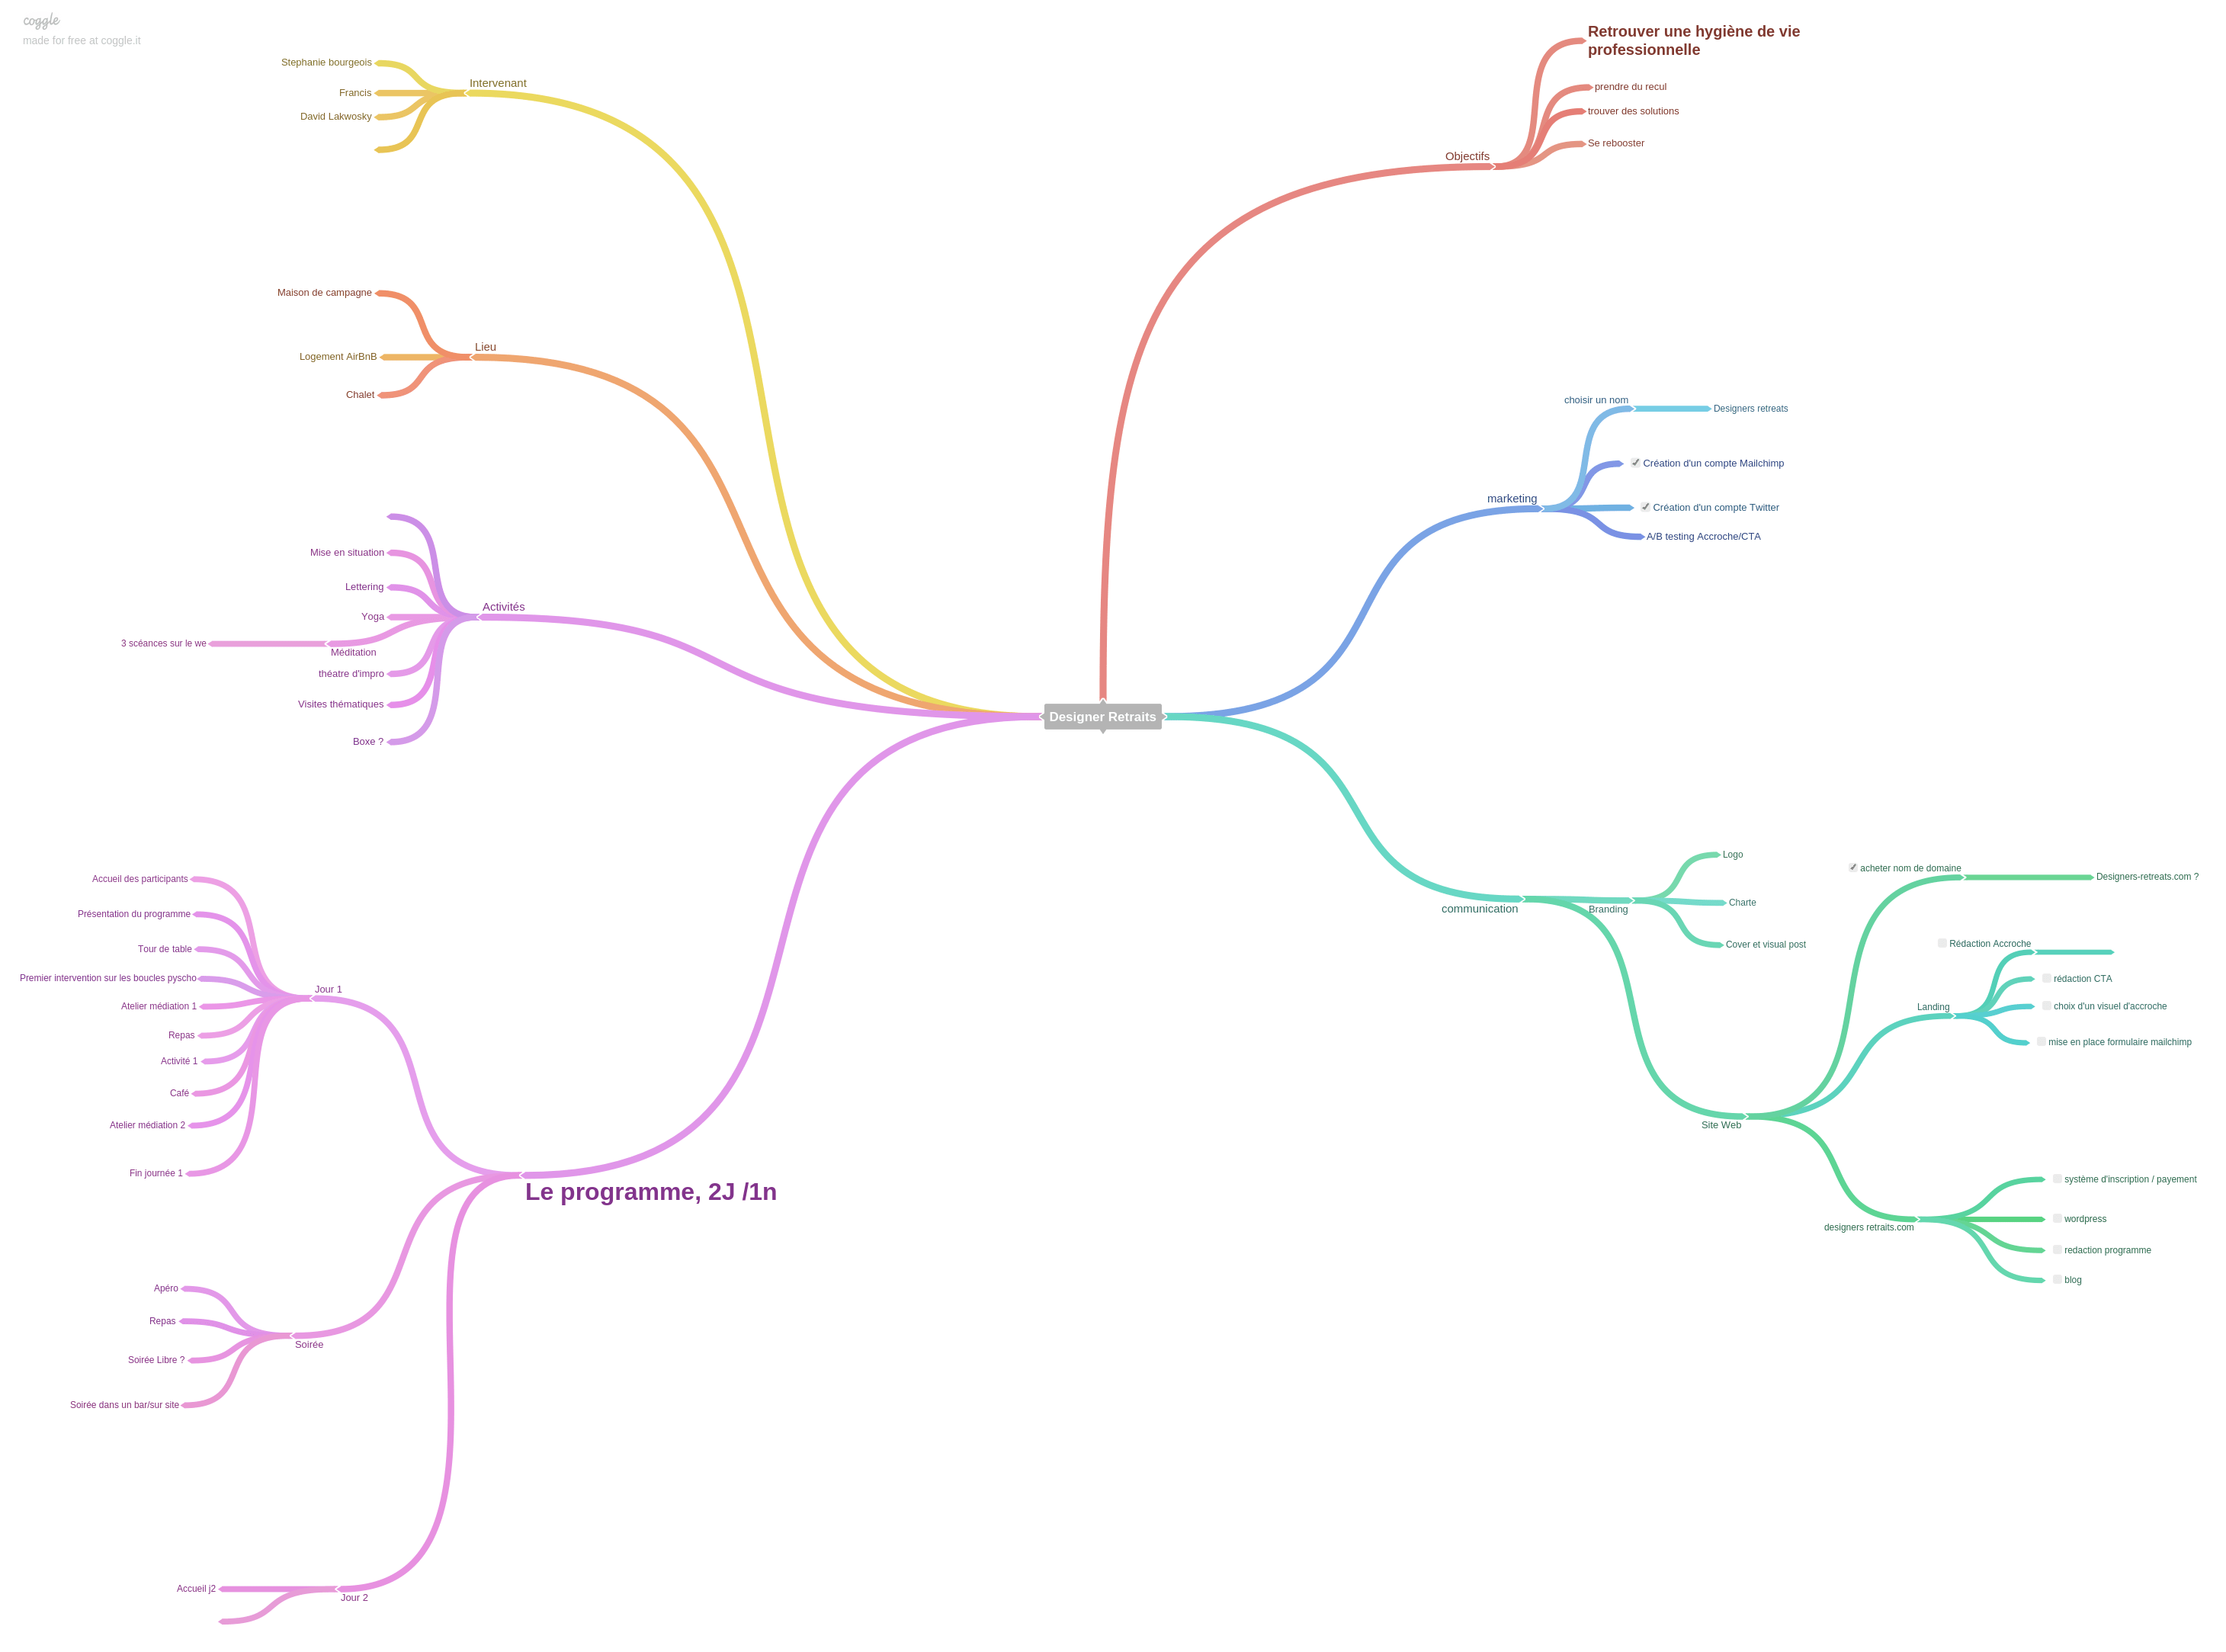 coggle
made for free at coggle.it
Designer Retraits
Objectifs
Retrouver une hygiène de vie
professionnelle
prendre du recul
trouver des solutions
Se rebooster
marketing
choisir un nom
Designers retreats
Création d'un compte Mailchimp
Création d'un compte Twitter
A/B testing Accroche/CTA
communication
Branding
Logo
Charte
Cover et visual post
Site Web
acheter nom de domaine
Designers-retreats.com ?
Landing
Rédaction Accroche
rédaction CTA
choix d'un visuel d'accroche
mise en place formulaire mailchimp
designers retraits.com
système d'inscription / payement
wordpress
redaction programme
blog
Intervenant
Stephanie bourgeois
Francis
David Lakwosky
Lieu
Maison de campagne
Logement AirBnB
Chalet
Activités
Mise en situation
Lettering
Yoga
Méditation
3 scéances sur le we
théatre d'impro
Visites thématiques
Boxe ?
Le programme, 2J /1n
Jour 1
Accueil des participants
Présentation du programme
Tour de table
Premier intervention sur les boucles pyscho
Atelier médiation 1
Repas
Activité 1
Café
Atelier médiation 2
Fin journée 1
Soirée
Apéro
Repas
Soirée Libre ?
Soirée dans un bar/sur site
Jour 2
Accueil j2